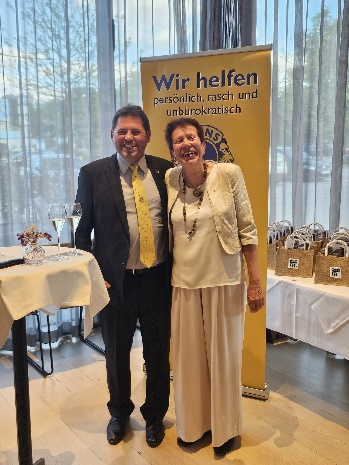 Wir helfen
persönlich, rasch und
unbürokratisch